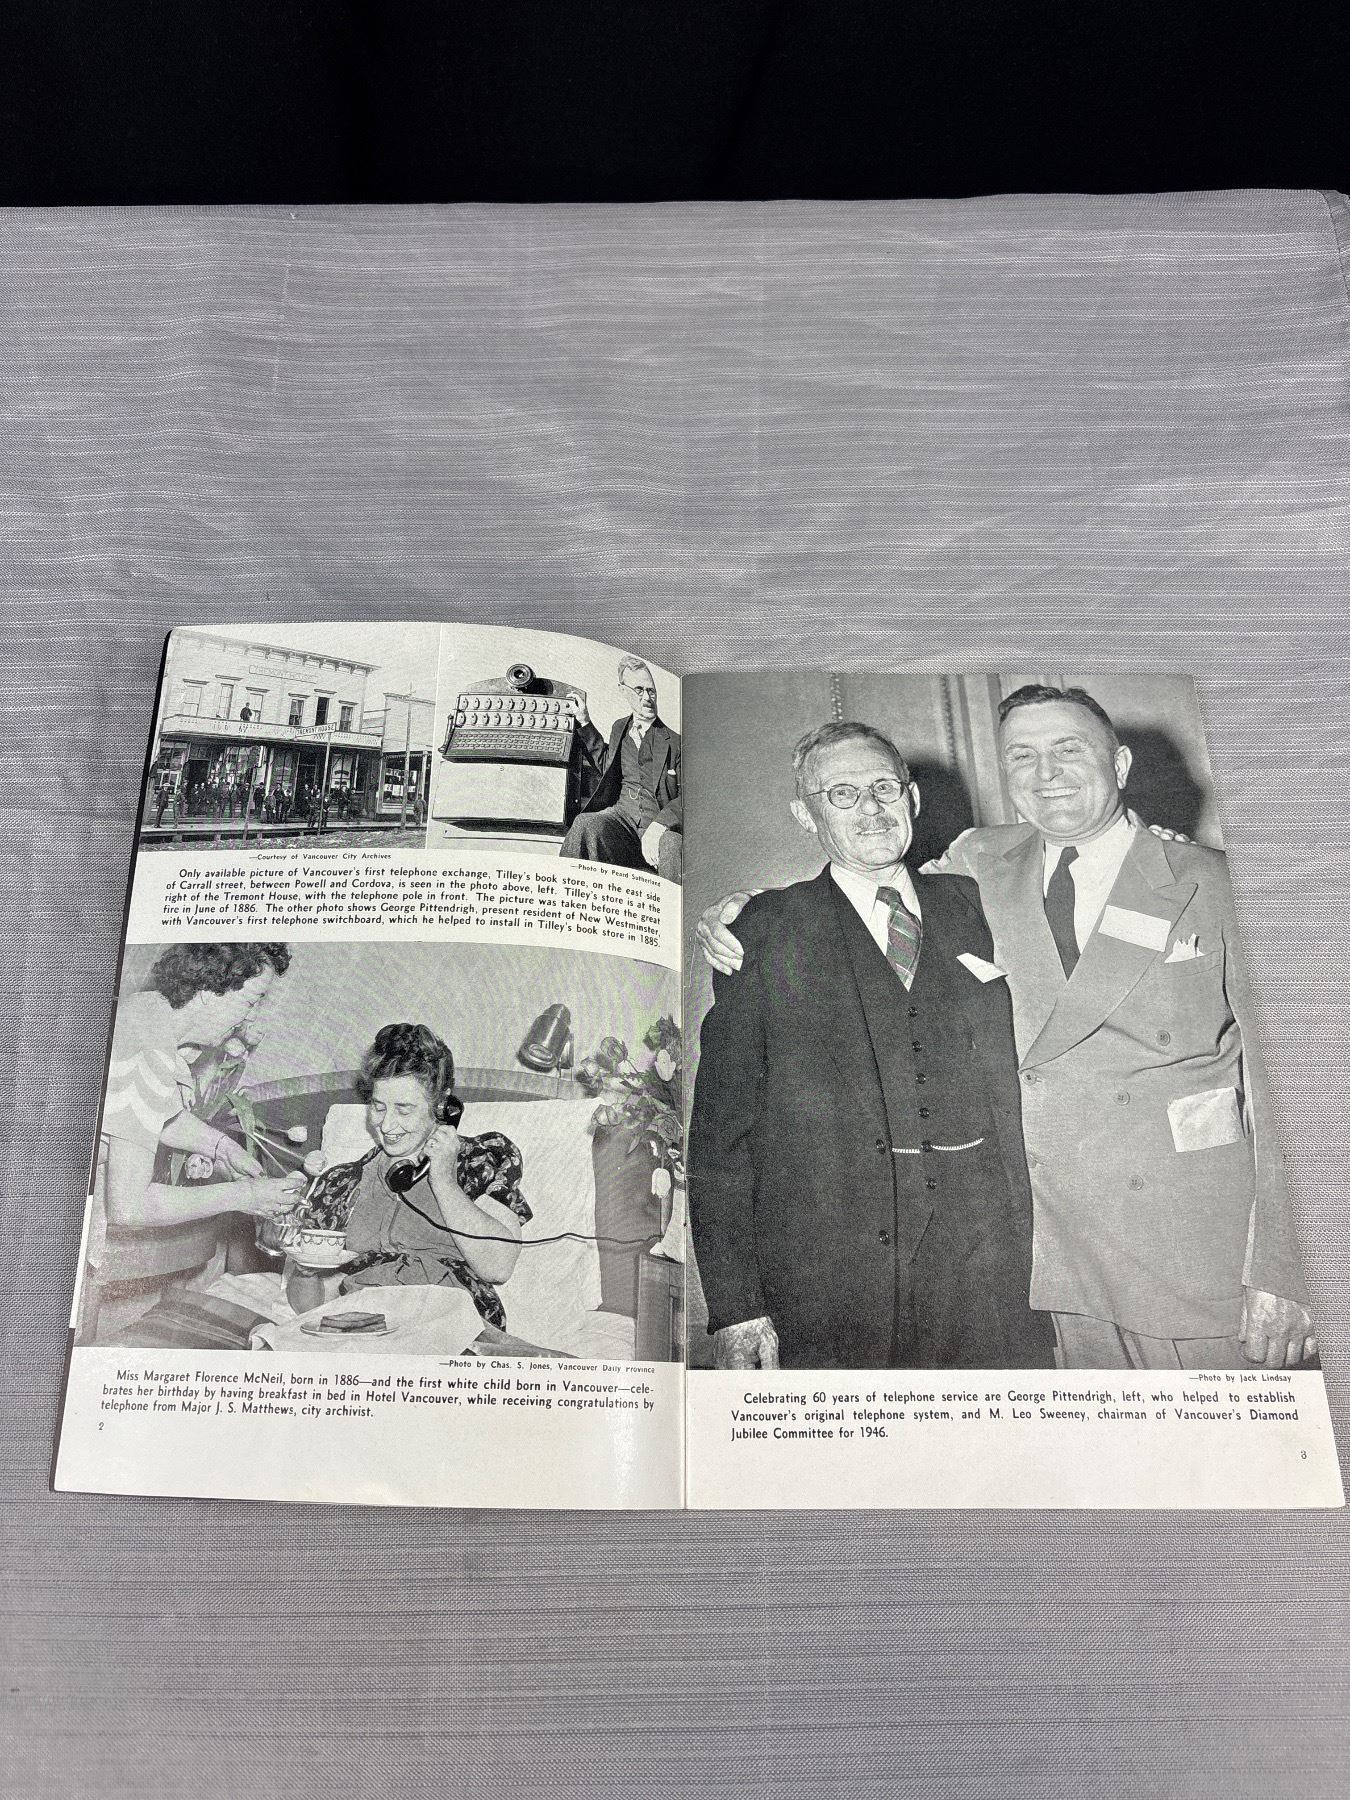 TREMONT HOUSE
—Courtesy of Vancouver City Archives
—Photo by Peard Sutherland
Only available picture of Vancouver's first telephone exchange, Tilley's book store, on the east side
of Carrall street, between Powell and Cordova, is seen in the photo above, left. Tilley's store is at the
right of the Tremont House, with the telephone pole in front. The picture was taken before the great
fire in June of 1886. The other photo shows George Pittendrigh, present resident of New Westminster,
with Vancouver's first telephone switchboard, which he helped to install in Tilley's book store in 1885.
—Photo by Chas. S. Jones, Vancouver Daily Province
Miss Margaret Florence McNeil, born in 1886—and the first white child born in Vancouver—cele-
brates her birthday by having breakfast in bed in Hotel Vancouver, while receiving congratulations by
telephone from Major J. S. Matthews, city archivist.
2
—Photo by Jack Lindsay
Celebrating 60 years of telephone service are George Pittendrigh, left, who helped to establish
Vancouver's original telephone system, and M. Leo Sweeney, chairman of Vancouver's Diamond
Jubilee Committee for 1946.
3